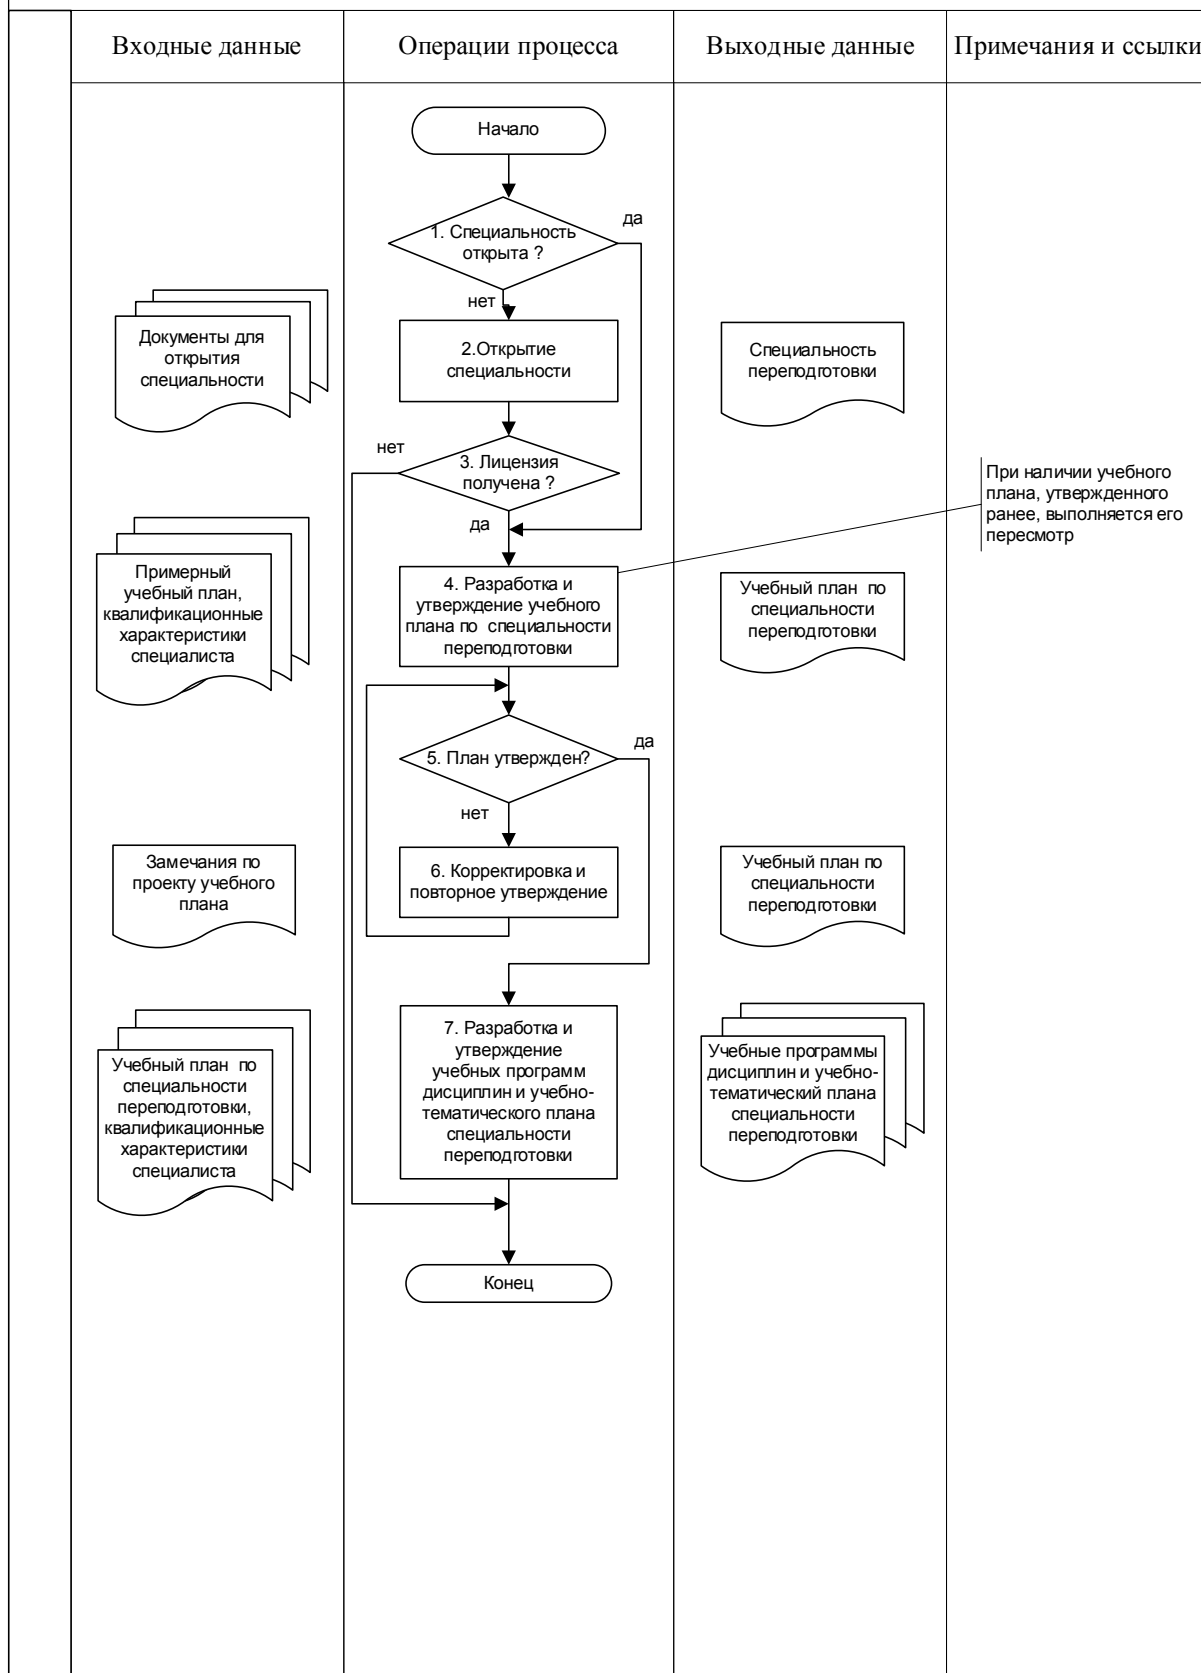 Входные данные
Операции процесса
Выходные данные
Примечания и ссылки
Начало
1. Специальность
открыта ?
да
нет
Документы для
открытия
специальности
2.Открытие
специальности
Специальность
переподготовки
нет
3. Лицензия
получена ?
да
При наличии учебного
плана, утвержденного
ранее, выполняется его
пересмотр
Примерный
учебный план,
квалификационные
характеристики
специалиста
4. Разработка и
утверждение учебного
плана по специальности
переподготовки
Учебный план по
специальности
переподготовки
5. План утвержден?
да
нет
Замечания по
проекту учебного
плана
6. Корректировка и
повторное утверждение
Учебный план по
специальности
переподготовки
Учебный план по
специальности
переподготовки,
квалификационные
характеристики
специалиста
7. Разработка и
утверждение
учебных программ
дисциплин и учебно-
тематического плана
специальности
переподготовки
Учебные программы
дисциплин и учебно-
тематический плана
специальности
переподготовки
Конец